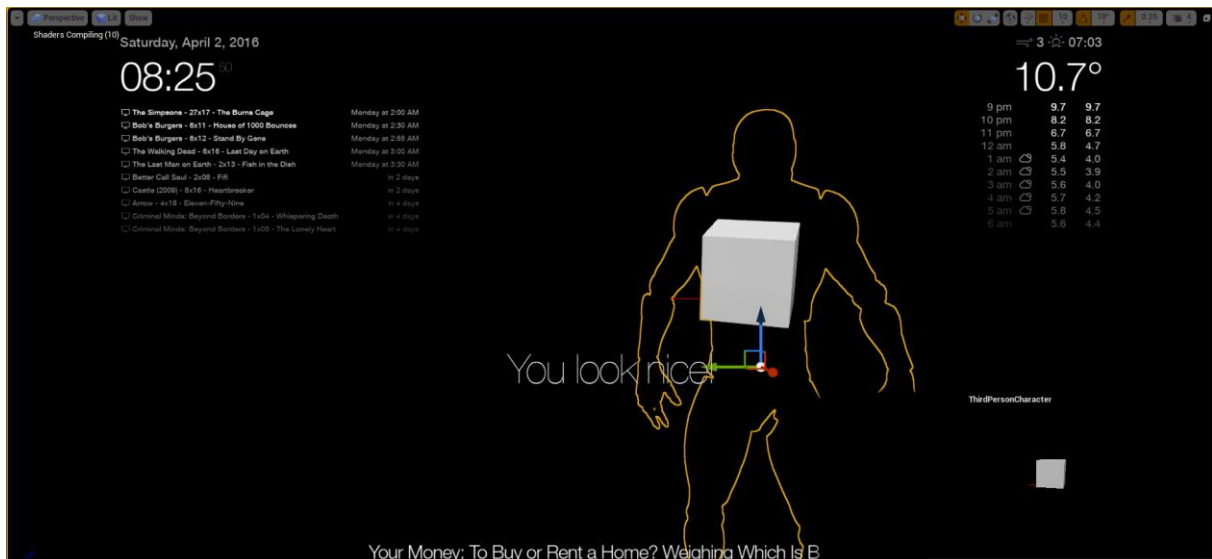 Perspective Lit Show
10 10° 0.25 4
Shaders Compiling (10)
Saturday, April 2, 2016
08:25 50
The Simpsons - 27x17 - The Burns Cage Monday at 2:00 AM
Bob's Burgers - 6x11 - House of 1000 Bounces Monday at 2:30 AM
Bob's Burgers - 6x12 - Stand By Gene Monday at 2:55 AM
The Walking Dead - 6x16 - Last Day on Earth Monday at 3:00 AM
The Last Man on Earth - 2x13 - Fish in the Dish Monday at 3:30 AM
Better Call Saul - 2x08 - Fifi in 2 days
Castle (2009) - 8x18 - Heartbreaker in 2 days
Arrow - 4x18 - Eleven-Fifty-Nine in 4 days
Criminal Minds: Beyond Borders - 1x04 - Whispering Death in 4 days
Criminal Minds: Beyond Borders - 1x05 - The Lonely Heart in 4 days
3 07:03
10.7°
9 pm 9.7 9.7
10 pm 8.2 8.2
11 pm 6.7 6.7
12 am 5.8 4.7
1 am 5.4 4.0
2 am 5.5 3.9
3 am 5.6 4.0
4 am 5.7 4.2
5 am 5.8 4.5
6 am 5.6 4.4
You look nice!
ThirdPersonCharacter
Your Money: To Buy or Rent a Home? Weighing Which Is B